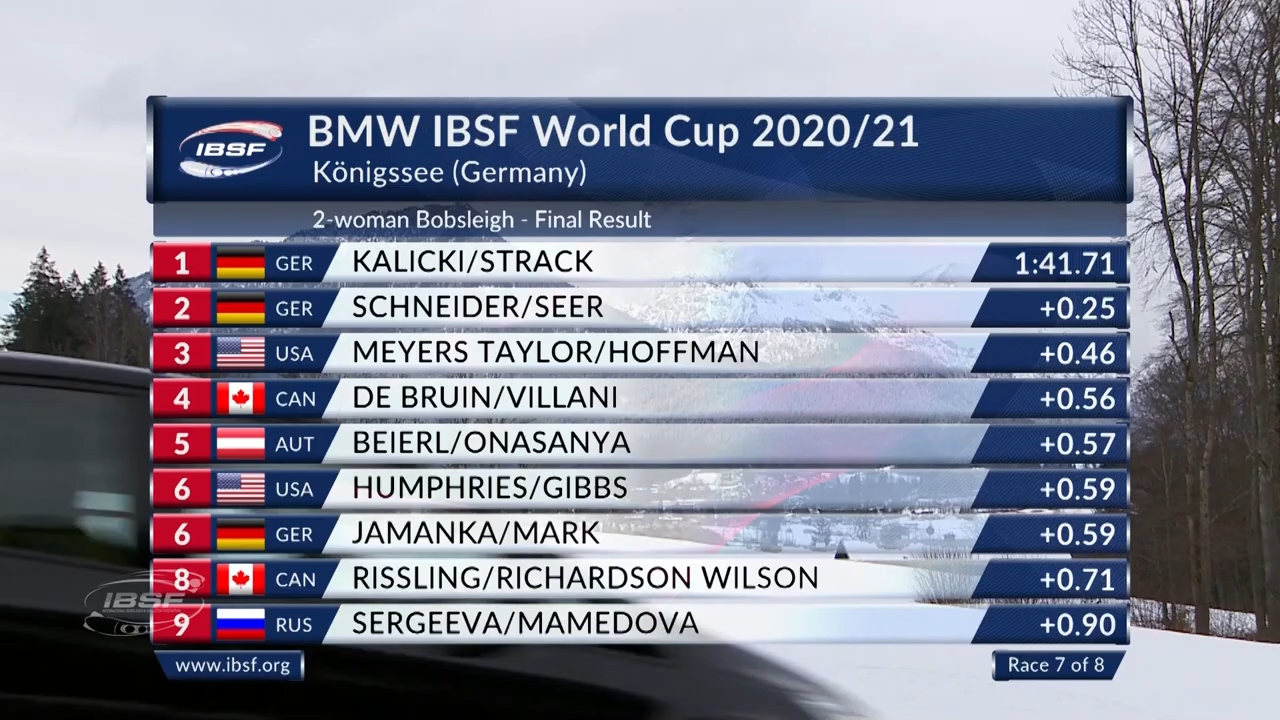 IBSF
BMW IBSF World Cup 2020/21
Königssee (Germany)
2-woman Bobsleigh - Final Result
1 GER KALICKI/STRACK 1:41.71
2 GER SCHNEIDER/SEER +0.25
3 USA MEYERS TAYLOR/HOFFMAN +0.46
4 CAN DE BRUIN/VILLANI +0.56
5 AUT BEIERL/ONASANYA +0.57
6 USA HUMPHRIES/GIBBS +0.59
6 GER JAMANKA/MARK +0.59
8 CAN RISSLING/RICHARDSON WILSON +0.71
9 RUS SERGEEVA/MAMEDOVA +0.90
IBSF
www.ibsf.org
Race 7 of 8